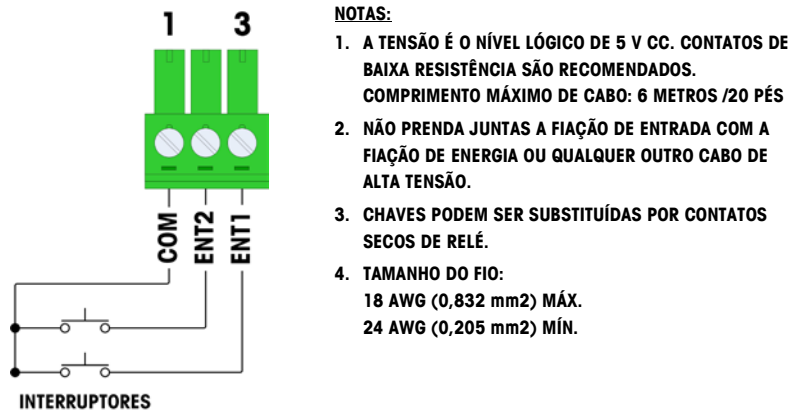 1 3
COM
ENT2
ENT1
INTERRUPTORES
NOTAS:
1. A TENSÃO É O NÍVEL LÓGICO DE 5 V CC. CONTATOS DE
BAIXA RESISTÊNCIA SÃO RECOMENDADOS.
COMPRIMENTO MÁXIMO DE CABO: 6 METROS /20 PÉS
2. NÃO PRENDA JUNTAS A FIAÇÃO DE ENTRADA COM A
FIAÇÃO DE ENERGIA OU QUALQUER OUTRO CABO DE
ALTA TENSÃO.
3. CHAVES PODEM SER SUBSTITUÍDAS POR CONTATOS
SECOS DE RELÉ.
4. TAMANHO DO FIO:
18 AWG (0,832 mm2) MÁX.
24 AWG (0,205 mm2) MÍN.